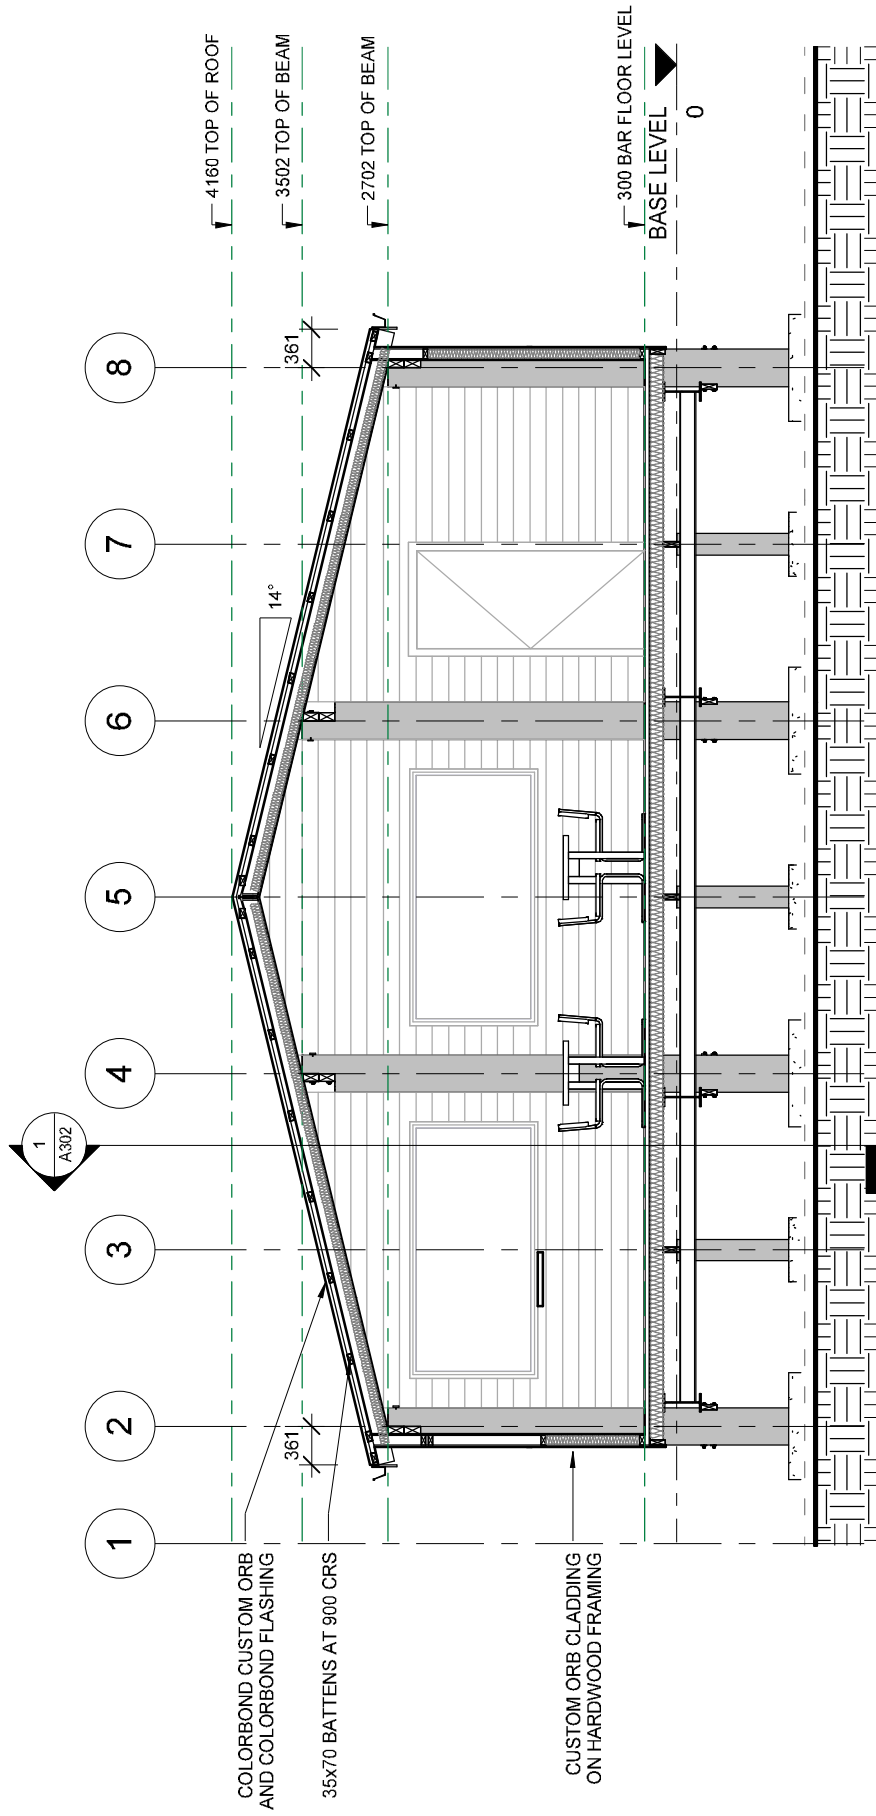 1
A302
1
2
3
4
5
6
7
8
4160 TOP OF ROOF
3502 TOP OF BEAM
2702 TOP OF BEAM
300 BAR FLOOR LEVEL
BASE LEVEL
0
14°
361
361
COLORBOND CUSTOM ORB
AND COLORBOND FLASHING
35x70 BATTENS AT 900 CRS
CUSTOM ORB CLADDING
ON HARDWOOD FRAMING